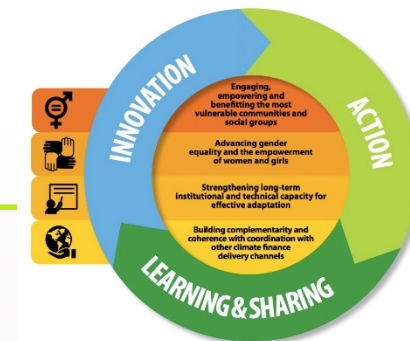 INNOVATION
ACTION
LEARNING & SHARING
Engaging,
empowering and
benefitting the most
vulnerable communities and
social groups
Advancing gender
equality and the empowerment
of women and girls
Strengthening long-term
institutional and technical capacity for
effective adaptation
Building complementarity and
coherence with coordination with
other climate finance
delivery channels